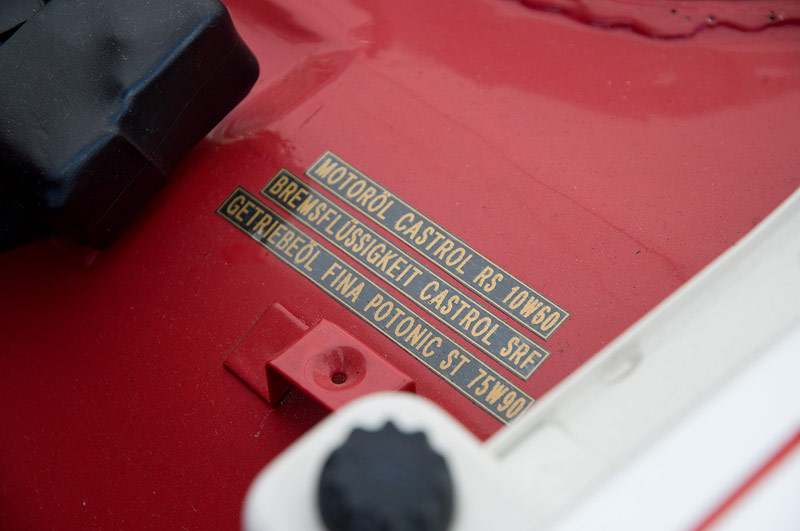 MOTORÖL CASTROL RS 10W60
BREMSFLÜSSIGKEIT CASTROL SRF
GETRIEBEÖL FINA POTONIC ST 75W90